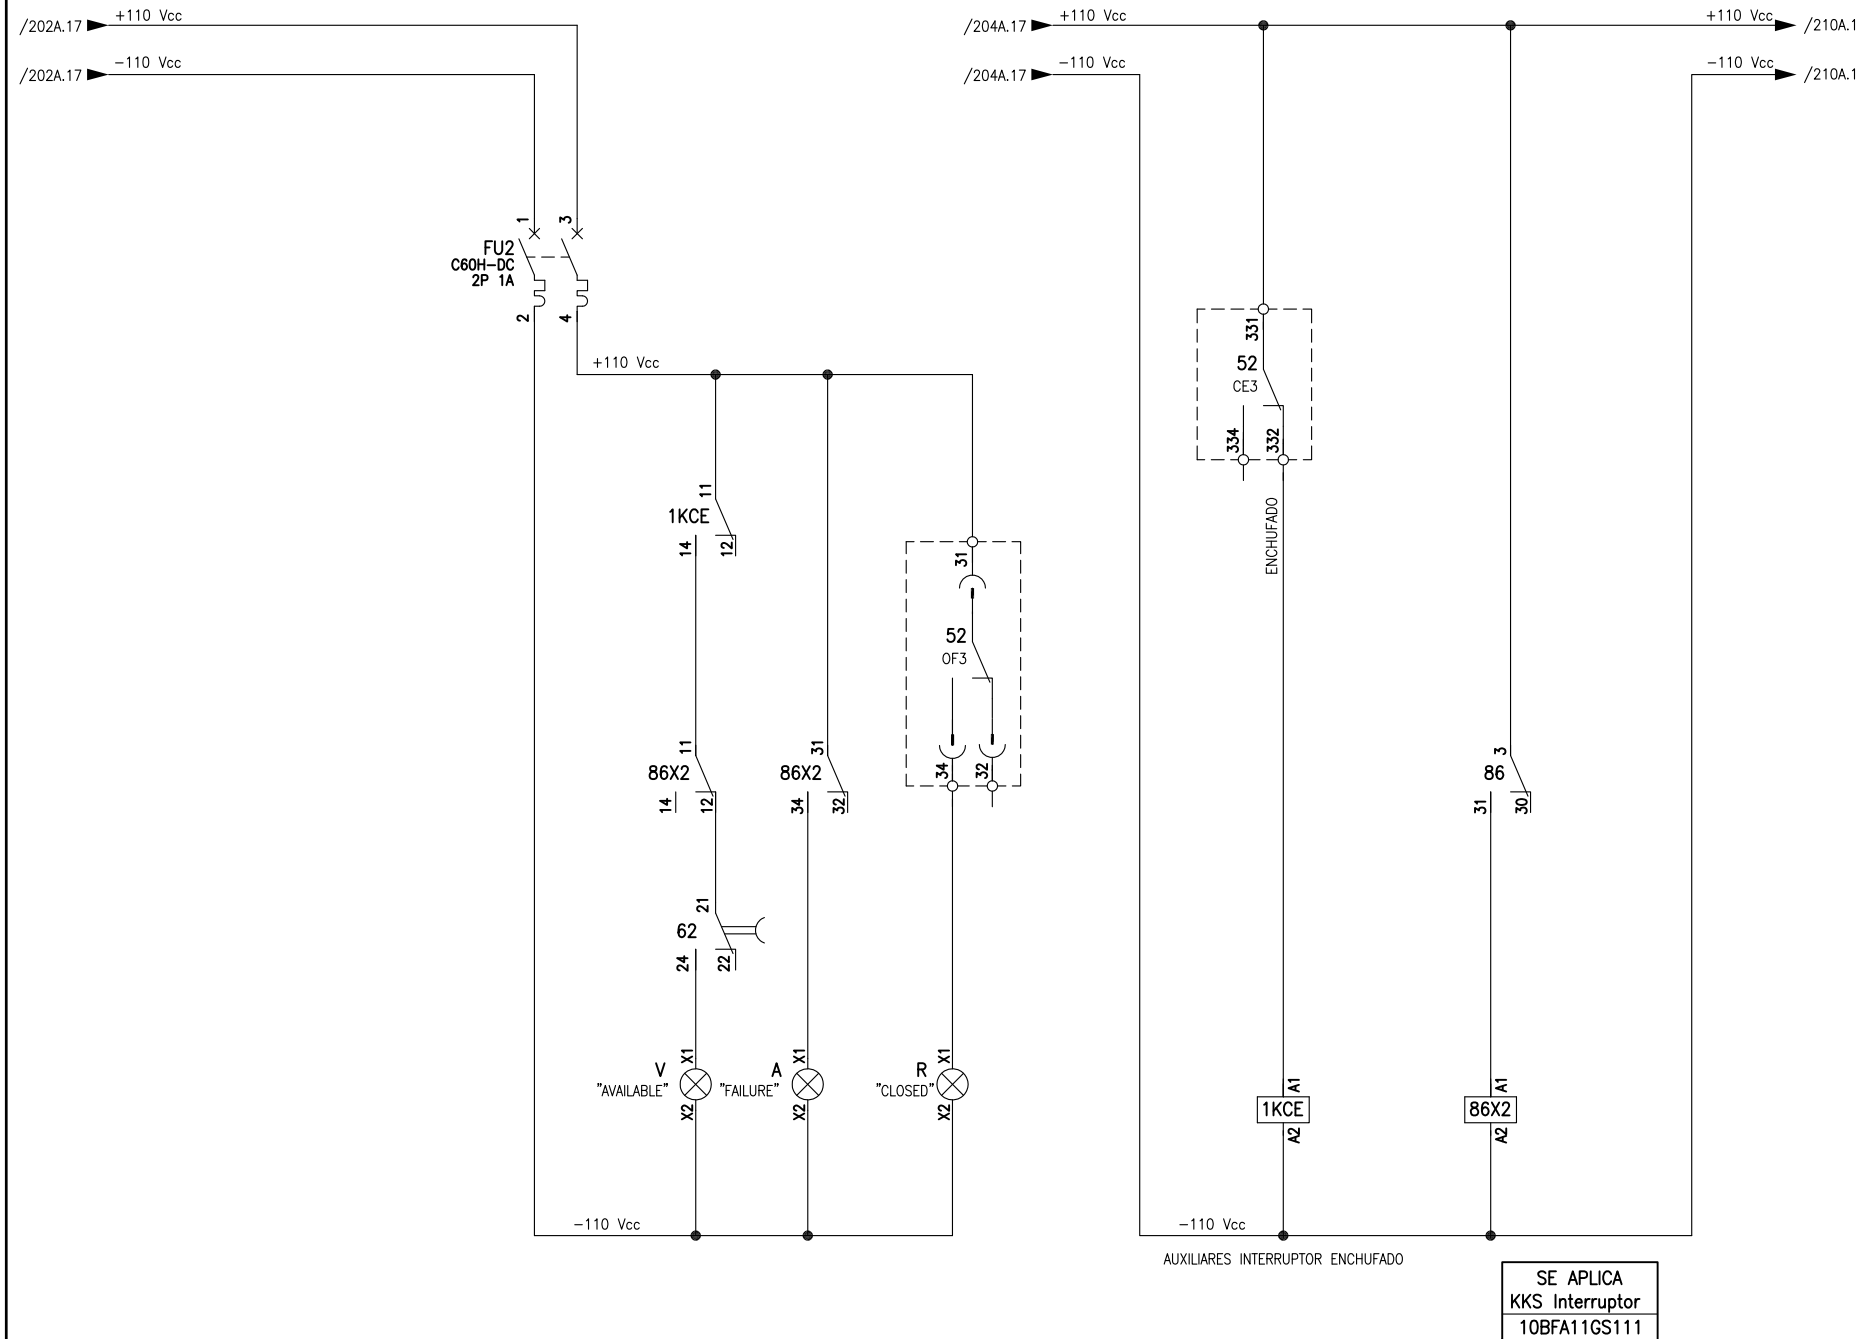 /202A.17 +110 Vcc
/202A.17 -110 Vcc
/204A.17 +110 Vcc
+110 Vcc /210A.1
/204A.17 -110 Vcc
-110 Vcc /210A.1
1 3
FU2
C60H-DC
2P 1A
2 4
+110 Vcc
331
52
CE3
334 332
ENCHUFADO
11
1KCE
14 12
31
52
OF3
34 32
11
86X2
14 12
31
86X2
34 32
3
86
31 30
21
62
24 22
X1
V
"AVAILABLE"
X2
X1
A
"FAILURE"
X2
X1
R
"CLOSED"
X2
A1
1KCE
A2
A1
86X2
A2
-110 Vcc
-110 Vcc
AUXILIARES INTERRUPTOR ENCHUFADO
SE APLICA
KKS Interruptor
10BFA11GS111